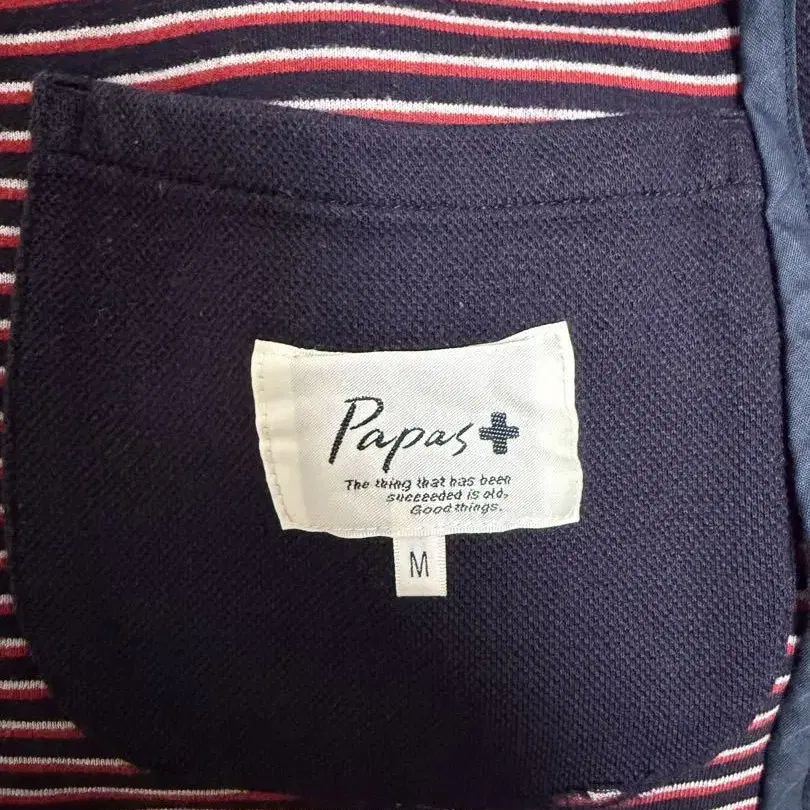 Papas+
The thing that has been
succeeded is old,
Good things.
M